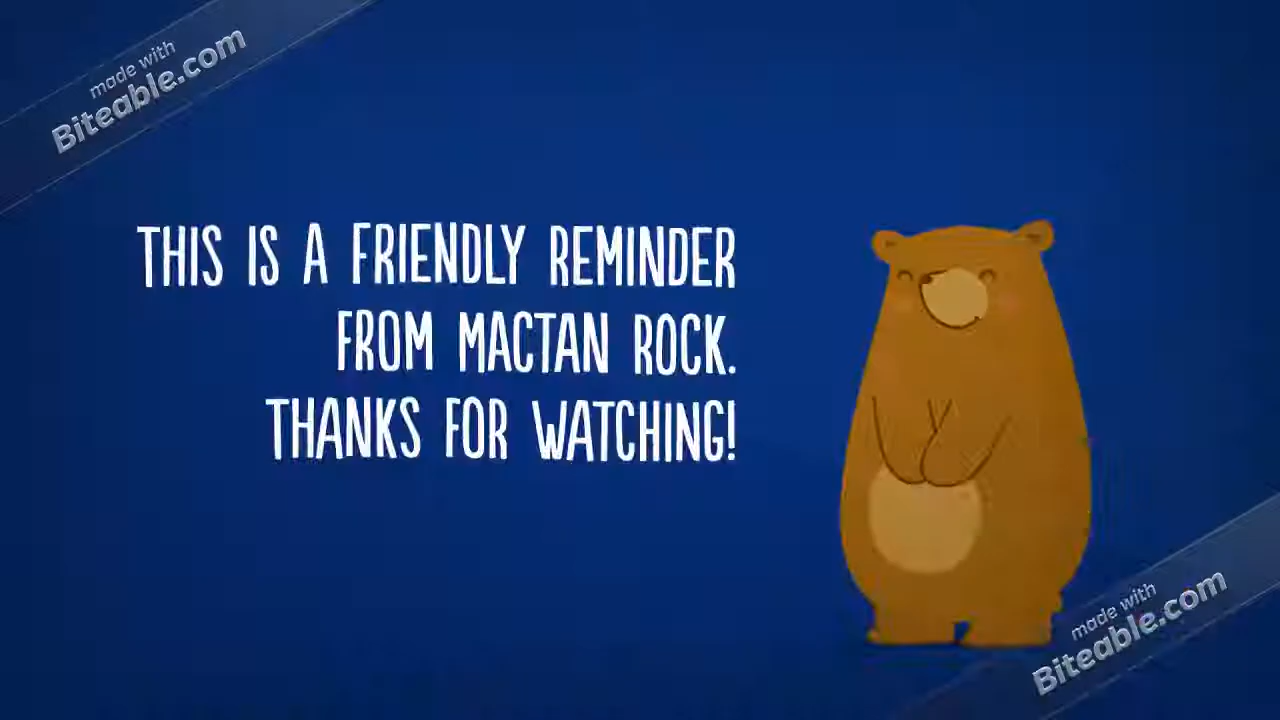 made with
Biteable.com
THIS IS A FRIENDLY REMINDER
FROM MACTAN ROCK.
THANKS FOR WATCHING!
made with
Biteable.com